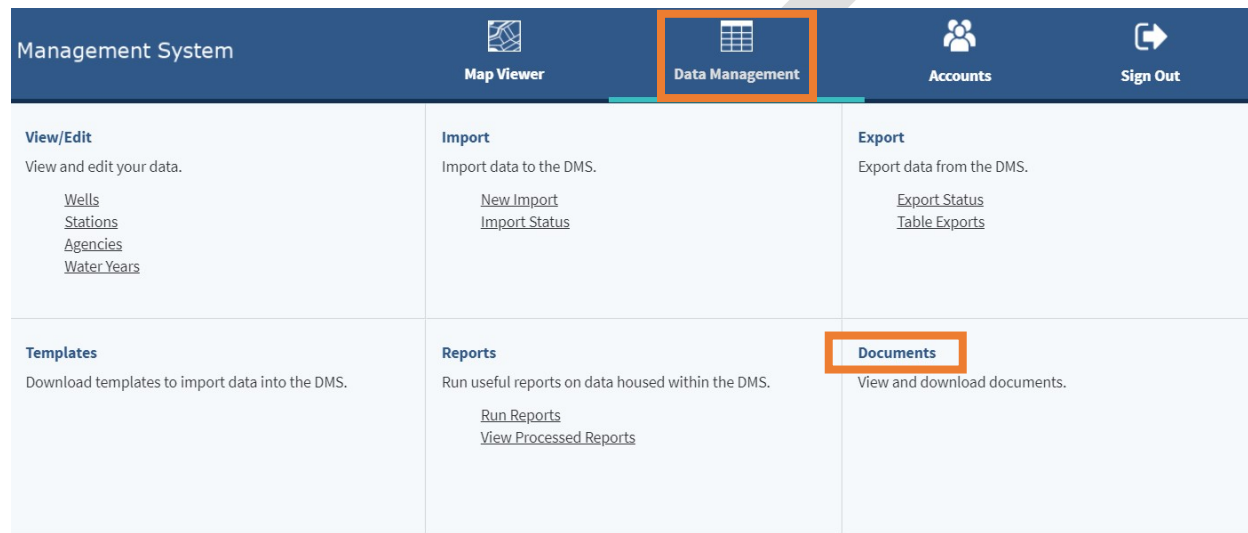 Management System
Map Viewer
Data Management
Accounts
Sign Out
View/Edit
View and edit your data.
Wells
Stations
Agencies
Water Years
Import
Import data to the DMS.
New Import
Import Status
Export
Export data from the DMS.
Export Status
Table Exports
Templates
Download templates to import data into the DMS.
Reports
Run useful reports on data housed within the DMS.
Run Reports
View Processed Reports
Documents
View and download documents.